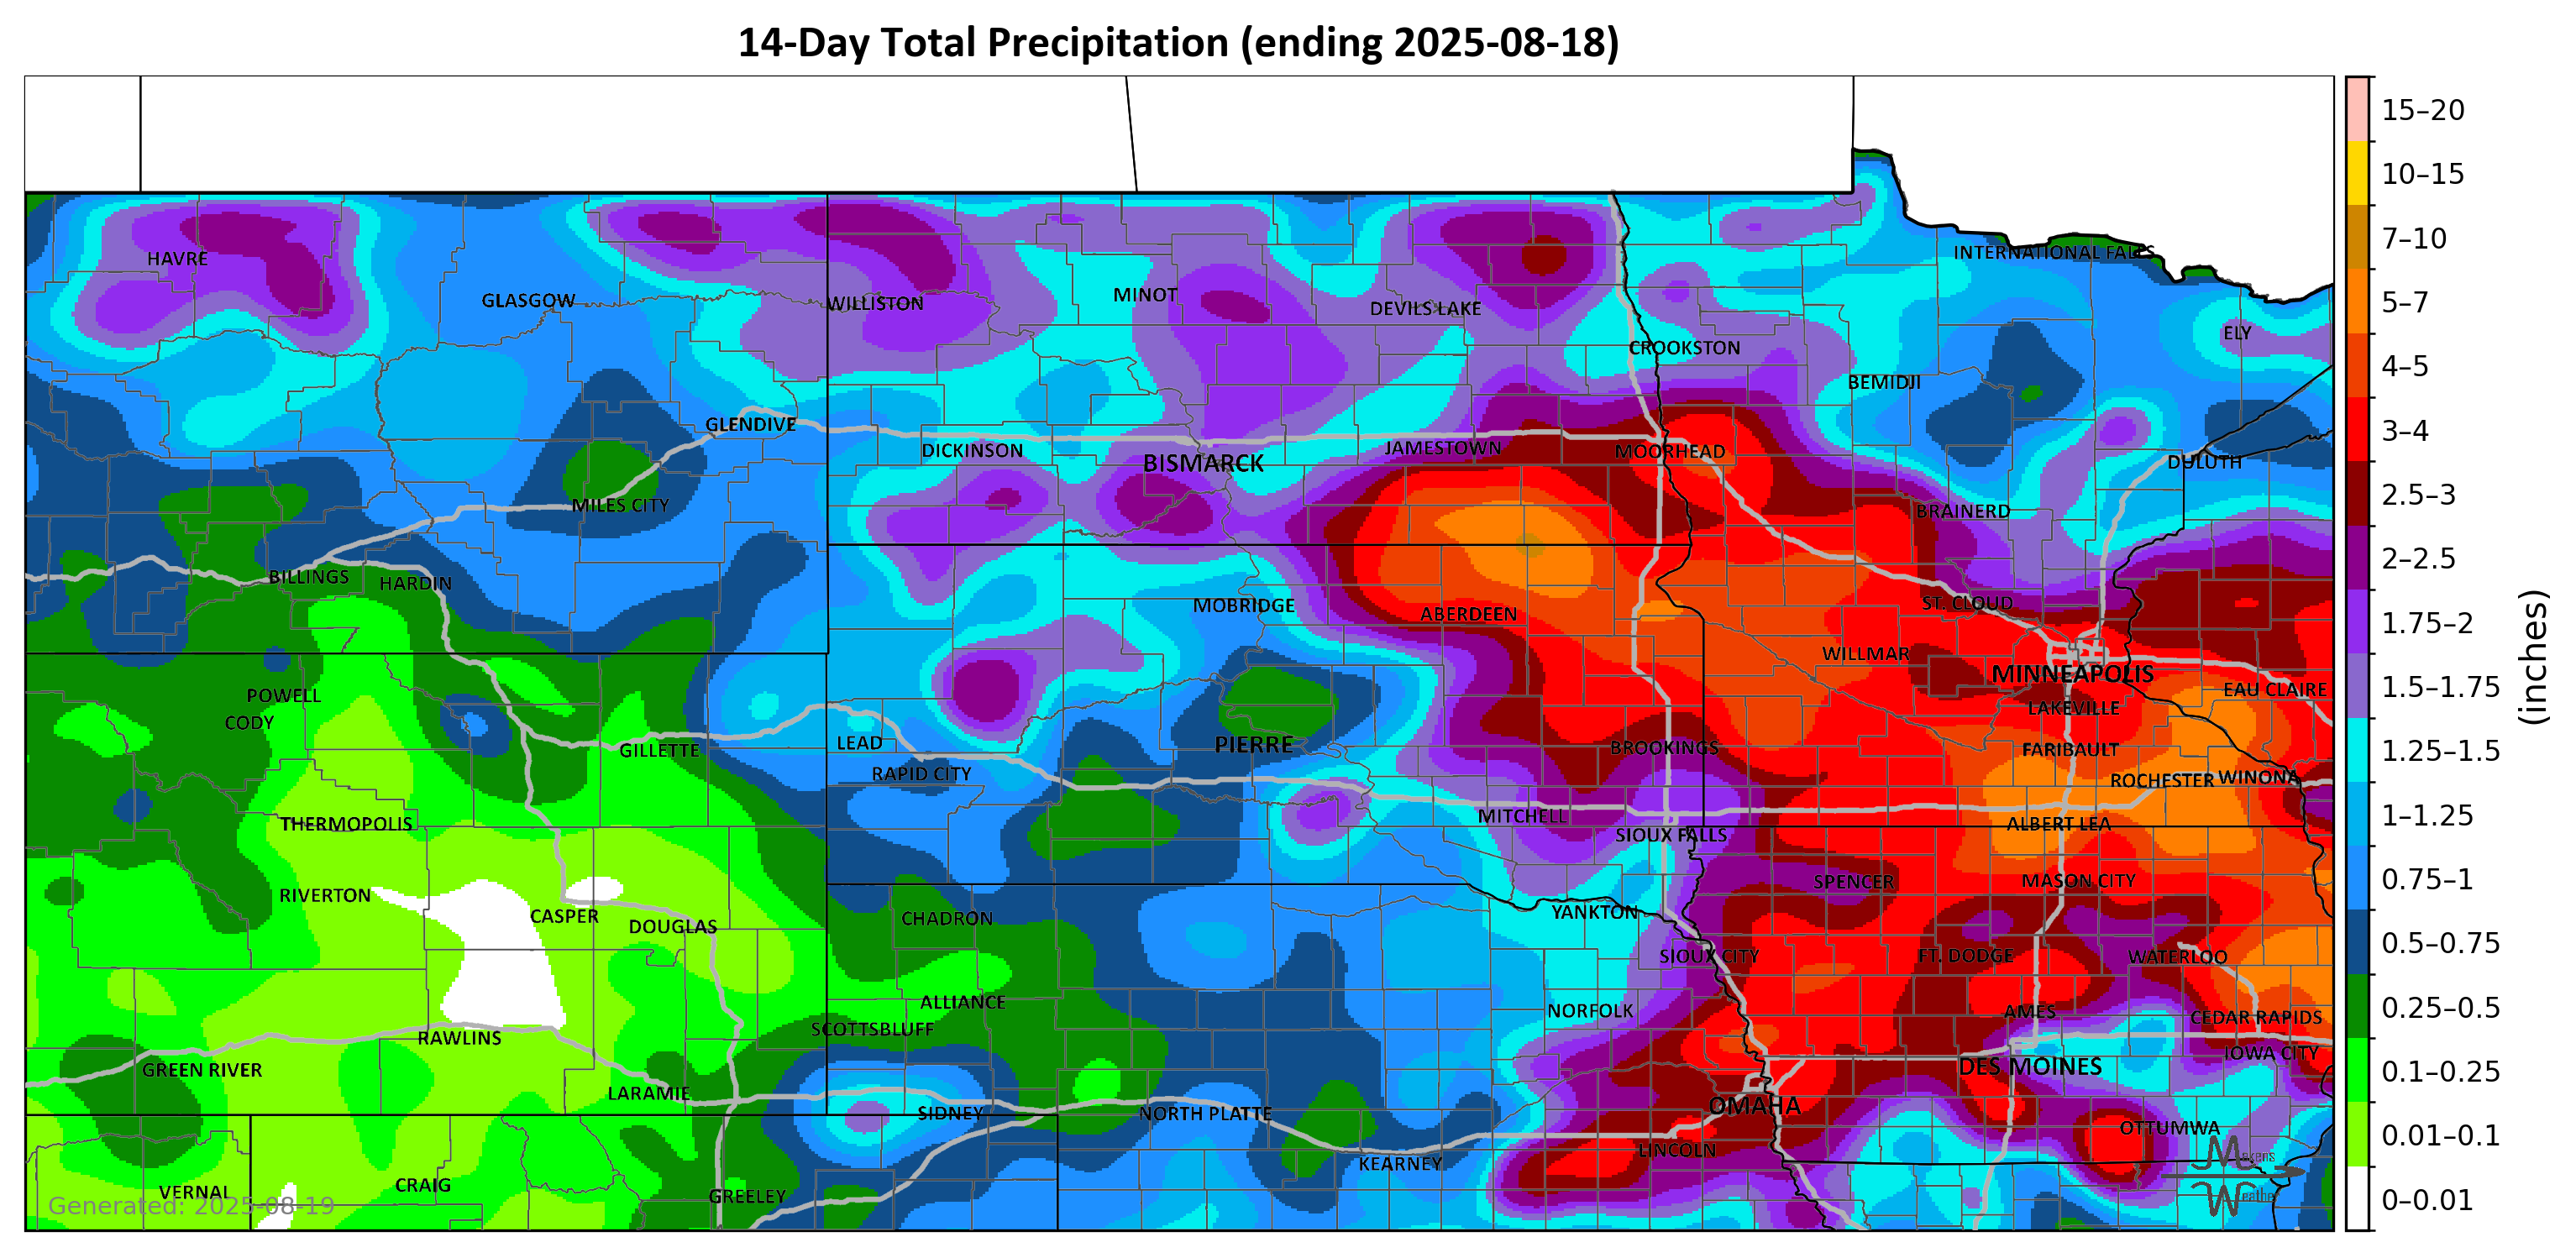 14-Day Total Precipitation (ending 2025-08-18)
15–20
10–15
7–10
5–7
4–5
3–4
2.5–3
2–2.5
1.75–2
1.5–1.75
1.25–1.5
1–1.25
0.75–1
0.5–0.75
0.25–0.5
0.1–0.25
0.01–0.1
0–0.01
(inches)
HAVRE
INTERNATIONAL FALLS
GLASGOW
WILLISTON
MINOT
DEVILS LAKE
ELY
CROOKSTON
BEMIDJI
GLENDIVE
DICKINSON
BISMARCK
JAMESTOWN
MOORHEAD
DULUTH
MILES CITY
BRAINERD
BILLINGS
HARDIN
MOBRIDGE
ABERDEEN
ST. CLOUD
WILLMAR
MINNEAPOLIS
POWELL
EAU CLAIRE
CODY
LAKEVILLE
GILLETTE
LEAD
PIERRE
BROOKINGS
FARIBAULT
RAPID CITY
ROCHESTER
WINONA
THERMOPOLIS
MITCHELL
SIOUX FALLS
ALBERT LEA
RIVERTON
SPENCER
MASON CITY
CASPER
DOUGLAS
CHADRON
YANKTON
SIOUX CITY
FT. DODGE
WATERLOO
ALLIANCE
NORFOLK
AMES
CEDAR RAPIDS
SCOTTSBLUFF
RAWLINS
IOWA CITY
GREEN RIVER
DES MOINES
LARAMIE
SIDNEY
NORTH PLATTE
OMAHA
OTTUMWA
LINCOLN
KEARNEY
VERNAL
CRAIG
GREELEY
Generated: 2025-08-19
Makens
Weather